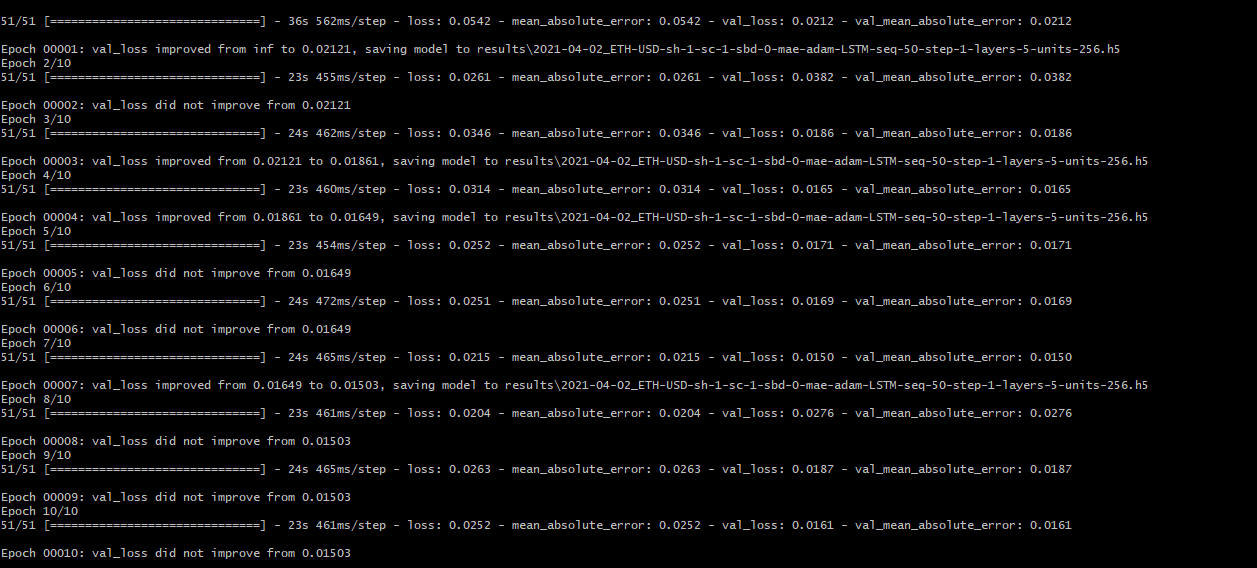 51/51 [==============================] - 36s 562ms/step - loss: 0.0542 - mean_absolute_error: 0.0542 - val_loss: 0.0212 - val_mean_absolute_error: 0.0212
Epoch 00001: val_loss improved from inf to 0.02121, saving model to results\2021-04-02_ETH-USD-sh-1-sc-1-sbd-0-mae-adam-LSTM-seq-50-step-1-layers-5-units-256.h5
Epoch 2/10
51/51 [==============================] - 23s 455ms/step - loss: 0.0261 - mean_absolute_error: 0.0261 - val_loss: 0.0382 - val_mean_absolute_error: 0.0382
Epoch 00002: val_loss did not improve from 0.02121
Epoch 3/10
51/51 [==============================] - 24s 462ms/step - loss: 0.0346 - mean_absolute_error: 0.0346 - val_loss: 0.0186 - val_mean_absolute_error: 0.0186
Epoch 00003: val_loss improved from 0.02121 to 0.01861, saving model to results\2021-04-02_ETH-USD-sh-1-sc-1-sbd-0-mae-adam-LSTM-seq-50-step-1-layers-5-units-256.h5
Epoch 4/10
51/51 [==============================] - 23s 460ms/step - loss: 0.0314 - mean_absolute_error: 0.0314 - val_loss: 0.0165 - val_mean_absolute_error: 0.0165
Epoch 00004: val_loss improved from 0.01861 to 0.01649, saving model to results\2021-04-02_ETH-USD-sh-1-sc-1-sbd-0-mae-adam-LSTM-seq-50-step-1-layers-5-units-256.h5
Epoch 5/10
51/51 [==============================] - 23s 454ms/step - loss: 0.0252 - mean_absolute_error: 0.0252 - val_loss: 0.0171 - val_mean_absolute_error: 0.0171
Epoch 00005: val_loss did not improve from 0.01649
Epoch 6/10
51/51 [==============================] - 24s 472ms/step - loss: 0.0251 - mean_absolute_error: 0.0251 - val_loss: 0.0169 - val_mean_absolute_error: 0.0169
Epoch 00006: val_loss did not improve from 0.01649
Epoch 7/10
51/51 [==============================] - 24s 465ms/step - loss: 0.0215 - mean_absolute_error: 0.0215 - val_loss: 0.0150 - val_mean_absolute_error: 0.0150
Epoch 00007: val_loss improved from 0.01649 to 0.01503, saving model to results\2021-04-02_ETH-USD-sh-1-sc-1-sbd-0-mae-adam-LSTM-seq-50-step-1-layers-5-units-256.h5
Epoch 8/10
51/51 [==============================] - 23s 461ms/step - loss: 0.0204 - mean_absolute_error: 0.0204 - val_loss: 0.0276 - val_mean_absolute_error: 0.0276
Epoch 00008: val_loss did not improve from 0.01503
Epoch 9/10
51/51 [==============================] - 24s 465ms/step - loss: 0.0263 - mean_absolute_error: 0.0263 - val_loss: 0.0187 - val_mean_absolute_error: 0.0187
Epoch 00009: val_loss did not improve from 0.01503
Epoch 10/10
51/51 [==============================] - 23s 461ms/step - loss: 0.0252 - mean_absolute_error: 0.0252 - val_loss: 0.0161 - val_mean_absolute_error: 0.0161
Epoch 00010: val_loss did not improve from 0.01503